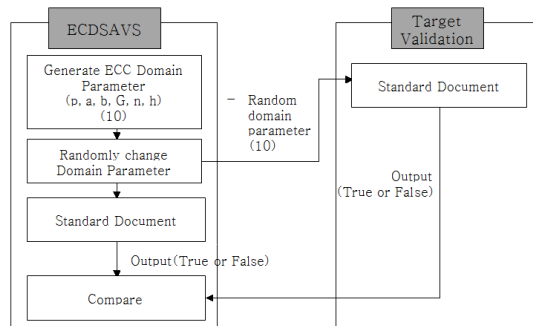 ECDSAVS
Target
Validation
Generate ECC Domain
Parameter
(p, a, b, G, n, h)
(10)
Standard Document
– Random
domain
parameter
(10)
Randomly change
Domain Parameter
Output
(True or False)
Standard Document
Output(True or False)
Compare